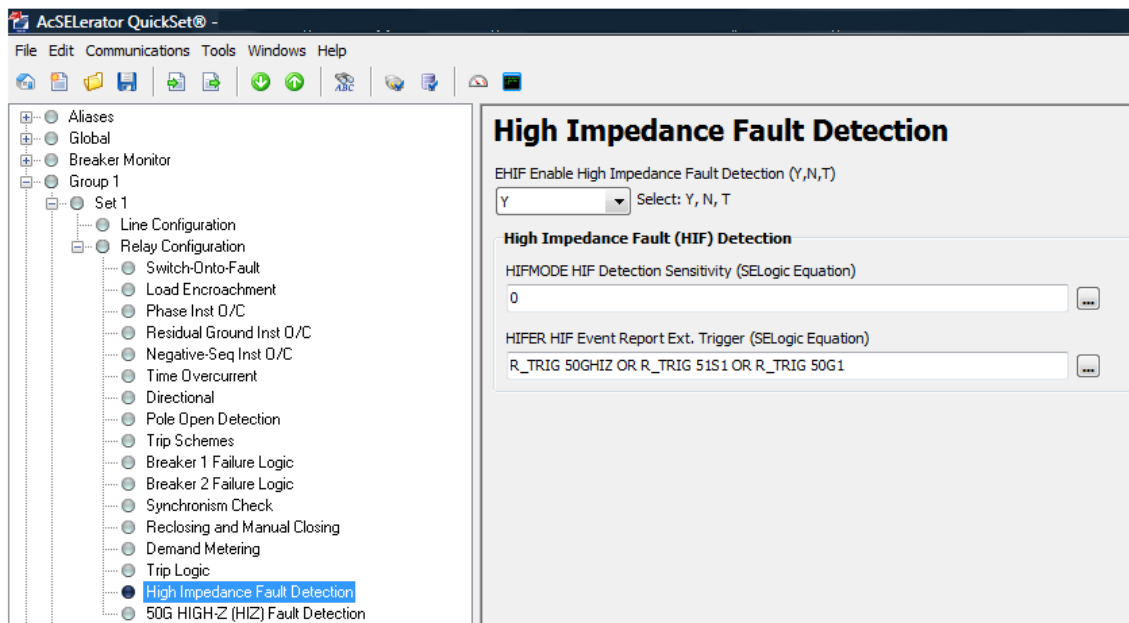 AcSELerator QuickSet® -
File Edit Communications Tools Windows Help
ABC
Aliases
Global
Breaker Monitor
Group 1
Set 1
Line Configuration
Relay Configuration
Switch-Onto-Fault
Load Encroachment
Phase Inst O/C
Residual Ground Inst O/C
Negative-Seq Inst O/C
Time Overcurrent
Directional
Pole Open Detection
Trip Schemes
Breaker 1 Failure Logic
Breaker 2 Failure Logic
Synchronism Check
Reclosing and Manual Closing
Demand Metering
Trip Logic
High Impedance Fault Detection
50G HIGH-Z (HIZ) Fault Detection
High Impedance Fault Detection
EHIF Enable High Impedance Fault Detection (Y,N,T)
Y Select: Y, N, T
High Impedance Fault (HIF) Detection
HIFMODE HIF Detection Sensitivity (SELogic Equation)
0
...
HIFER HIF Event Report Ext. Trigger (SELogic Equation)
R_TRIG 50GHIZ OR R_TRIG 51S1 OR R_TRIG 50G1
...